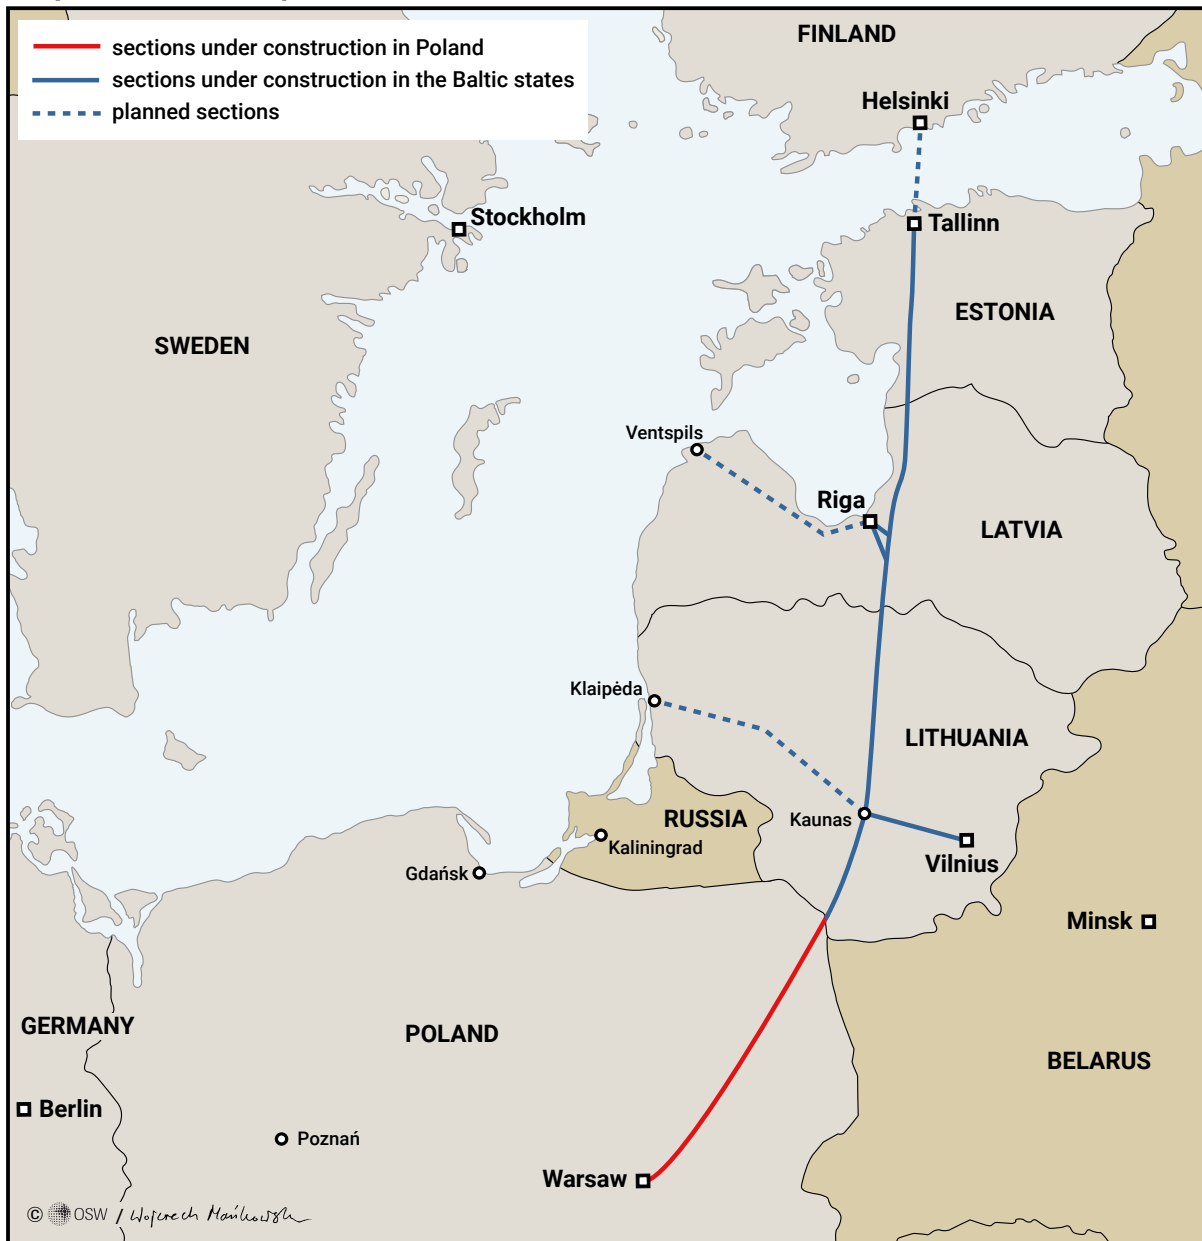 sections under construction in Poland
sections under construction in the Baltic states
planned sections
FINLAND
Helsinki
Stockholm
Tallinn
ESTONIA
SWEDEN
Ventspils
Riga
LATVIA
Klaipėda
LITHUANIA
RUSSIA
Kaunas
Kaliningrad
Vilnius
Gdańsk
Minsk
GERMANY
POLAND
BELARUS
Berlin
Poznań
Warsaw
© OSW / Wojciech Mańkowski